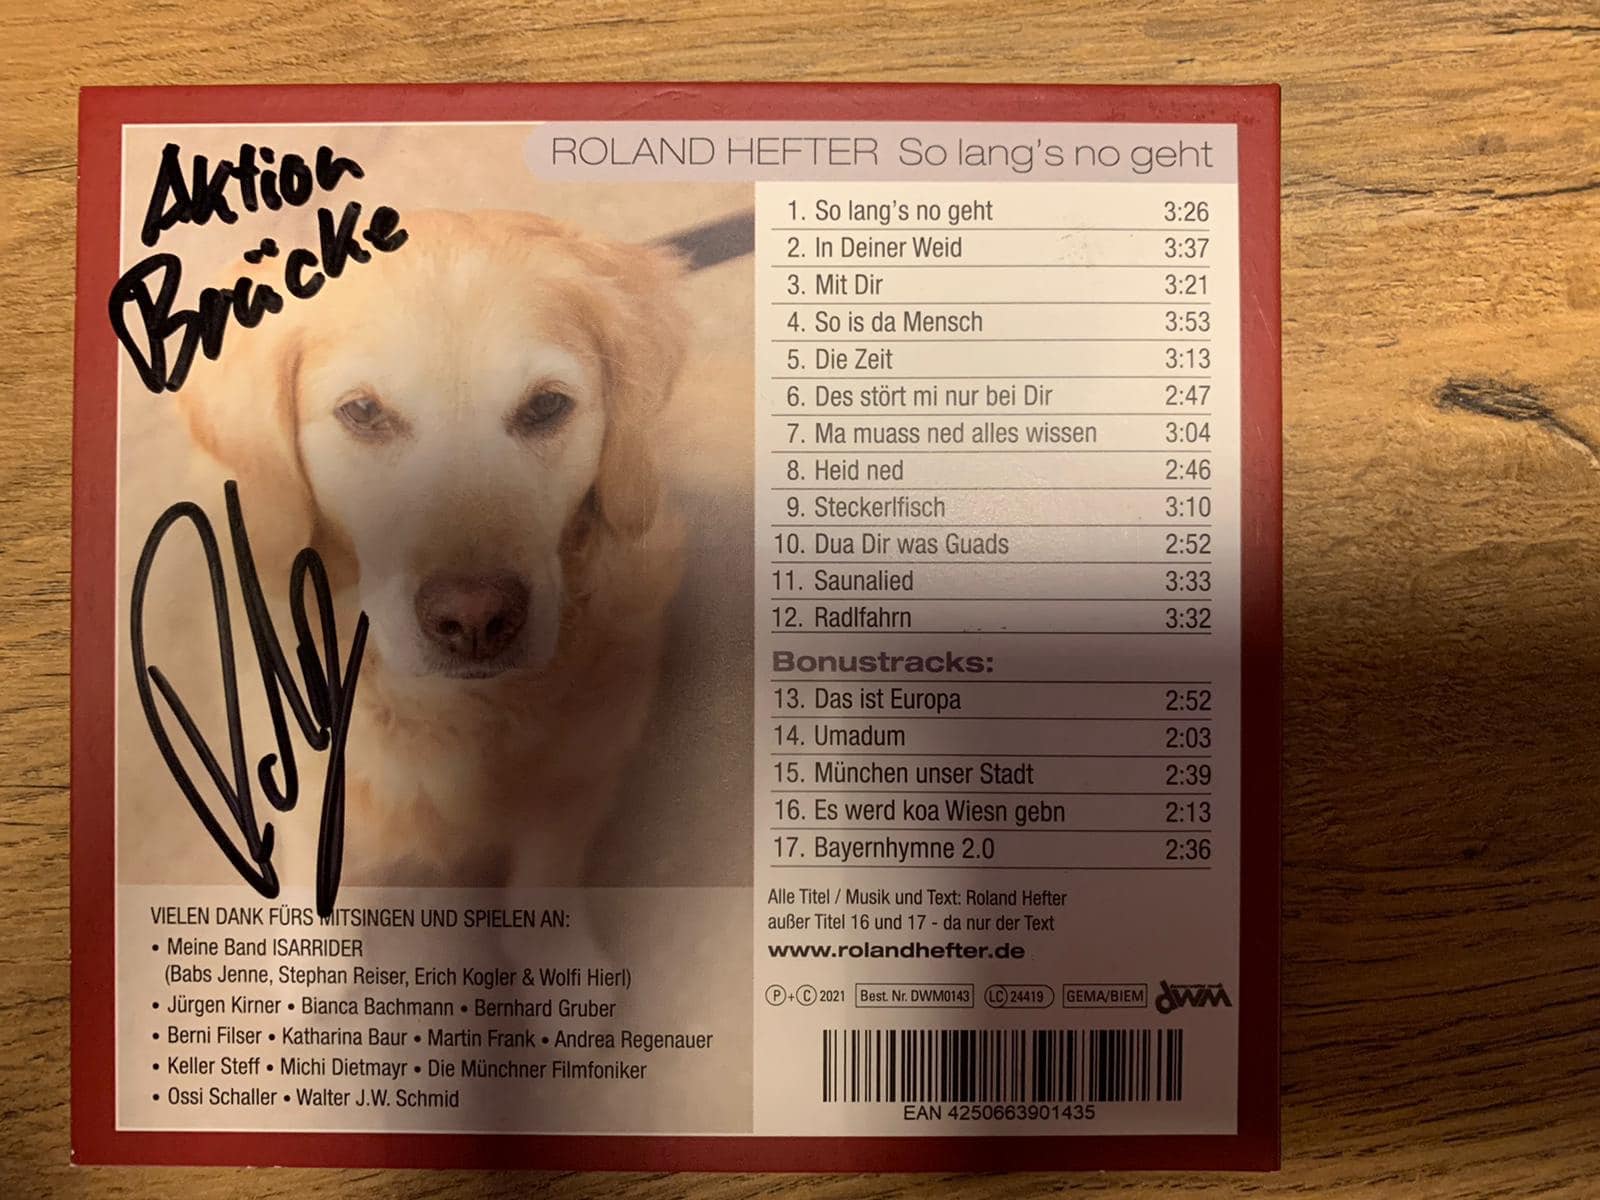 Aktion
Brücke
ROLAND HEFTER So lang's no geht
1. So lang's no geht 3:26
2. In Deiner Weid 3:37
3. Mit Dir 3:21
4. So is da Mensch 3:53
5. Die Zeit 3:13
6. Des stört mi nur bei Dir 2:47
7. Ma muass ned alles wissen 3:04
8. Heid ned 2:46
9. Steckerlfisch 3:10
10. Dua Dir was Guads 2:52
11. Saunalied 3:33
12. Radlfahrn 3:32
Bonustracks:
13. Das ist Europa 2:52
14. Umadum 2:03
15. München unser Stadt 2:39
16. Es werd koa Wiesn gebn 2:13
17. Bayernhymne 2.0 2:36
Alle Titel / Musik und Text: Roland Hefter
außer Titel 16 und 17 - da nur der Text
www.rolandhefter.de
Ⓟ+Ⓒ 2021 Best. Nr. DWM0143 LC 24419 GEMA/BIEM dWM
EAN 4250663901435
VIELEN DANK FÜRS MITSINGEN UND SPIELEN AN:
• Meine Band ISARRIDER
(Babs Jenne, Stephan Reiser, Erich Kogler & Wolfi Hierl)
• Jürgen Kirner • Bianca Bachmann • Bernhard Gruber
• Berni Filser • Katharina Baur • Martin Frank • Andrea Regenauer
• Keller Steff • Michi Dietmayr • Die Münchner Filmfoniker
• Ossi Schaller • Walter J.W. Schmid